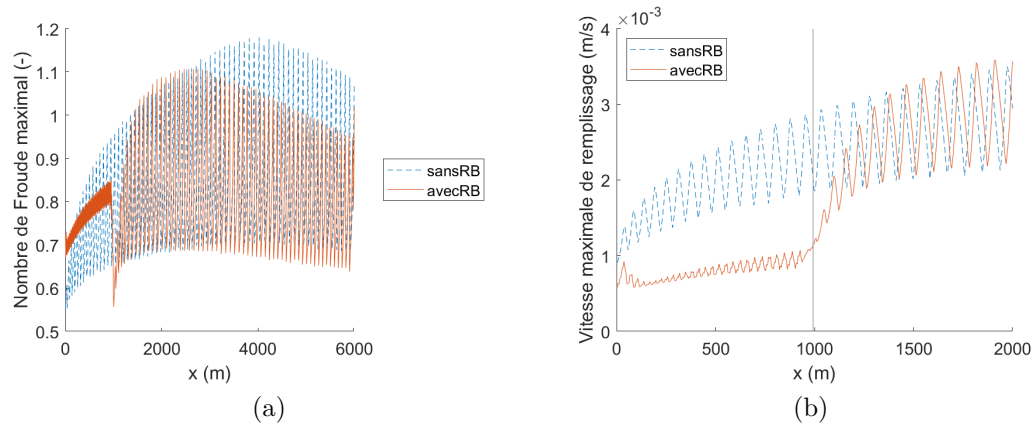 Nombre de Froude maximal (-)
1.2
1.1
1
0.9
0.8
0.7
0.6
0.5
0
2000
4000
6000
x (m)
sansRB
avecRB
(a)
Vitesse maximale de remplissage (m/s)
×10⁻³
4
3
2
1
0
0
500
1000
1500
2000
x (m)
sansRB
avecRB
(b)